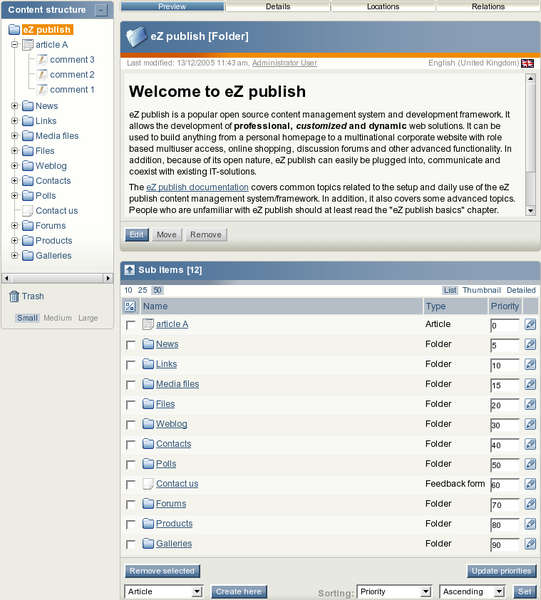 Content structure
eZ publish
article A
comment 3
comment 2
comment 1
News
Links
Media files
Files
Weblog
Contacts
Polls
Contact us
Forums
Products
Galleries
Trash
Small Medium Large
Preview Details Locations Relations
eZ publish [Folder]
Last modified: 13/12/2005 11:43 am, Administrator User English (United Kingdom)
Welcome to eZ publish
eZ publish is a popular open source content management system and development framework. It
allows the development of professional, customized and dynamic web solutions. It can be
used to build anything from a personal homepage to a multinational corporate website with role
based multiuser access, online shopping, discussion forums and other advanced functionality. In
addition, because of its open nature, eZ publish can easily be plugged into, communicate and
coexist with existing IT-solutions.
The eZ publish documentation covers common topics related to the setup and daily use of the eZ
publish content management system/framework. In addition, it also covers some advanced topics.
People who are unfamiliar with eZ publish should at least read the "eZ publish basics" chapter.
Edit Move Remove
Sub items [12]
10 25 50 List Thumbnail Detailed
Name Type Priority
article A Article 0
News Folder 5
Links Folder 10
Media files Folder 15
Files Folder 20
Weblog Folder 30
Contacts Folder 40
Polls Folder 50
Contact us Feedback form 60
Forums Folder 70
Products Folder 80
Galleries Folder 90
Remove selected Update priorities
Article Create here Sorting: Priority Ascending Set